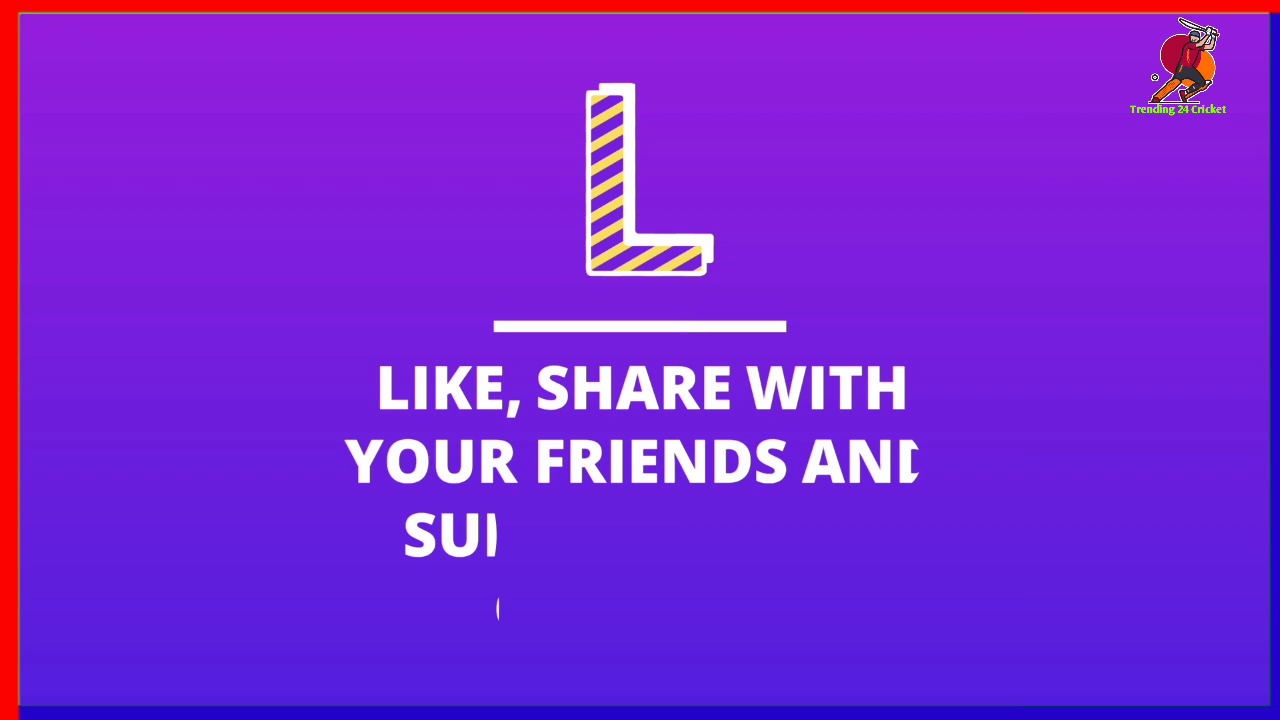 Trending 24 Cricket
L
LIKE, SHARE WITH
YOUR FRIENDS AND